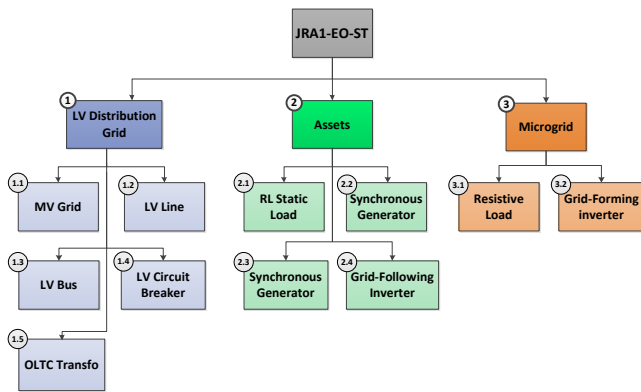 JRA1-EO-ST
1
LV Distribution
Grid
2
Assets
3
Microgrid
1.1
MV Grid
1.2
LV Line
2.1
RL Static
Load
2.2
Synchronous
Generator
3.1
Resistive
Load
3.2
Grid-Forming
inverter
1.3
LV Bus
1.4
LV Circuit
Breaker
2.3
Synchronous
Generator
2.4
Grid-Following
Inverter
1.5
OLTC Transfo